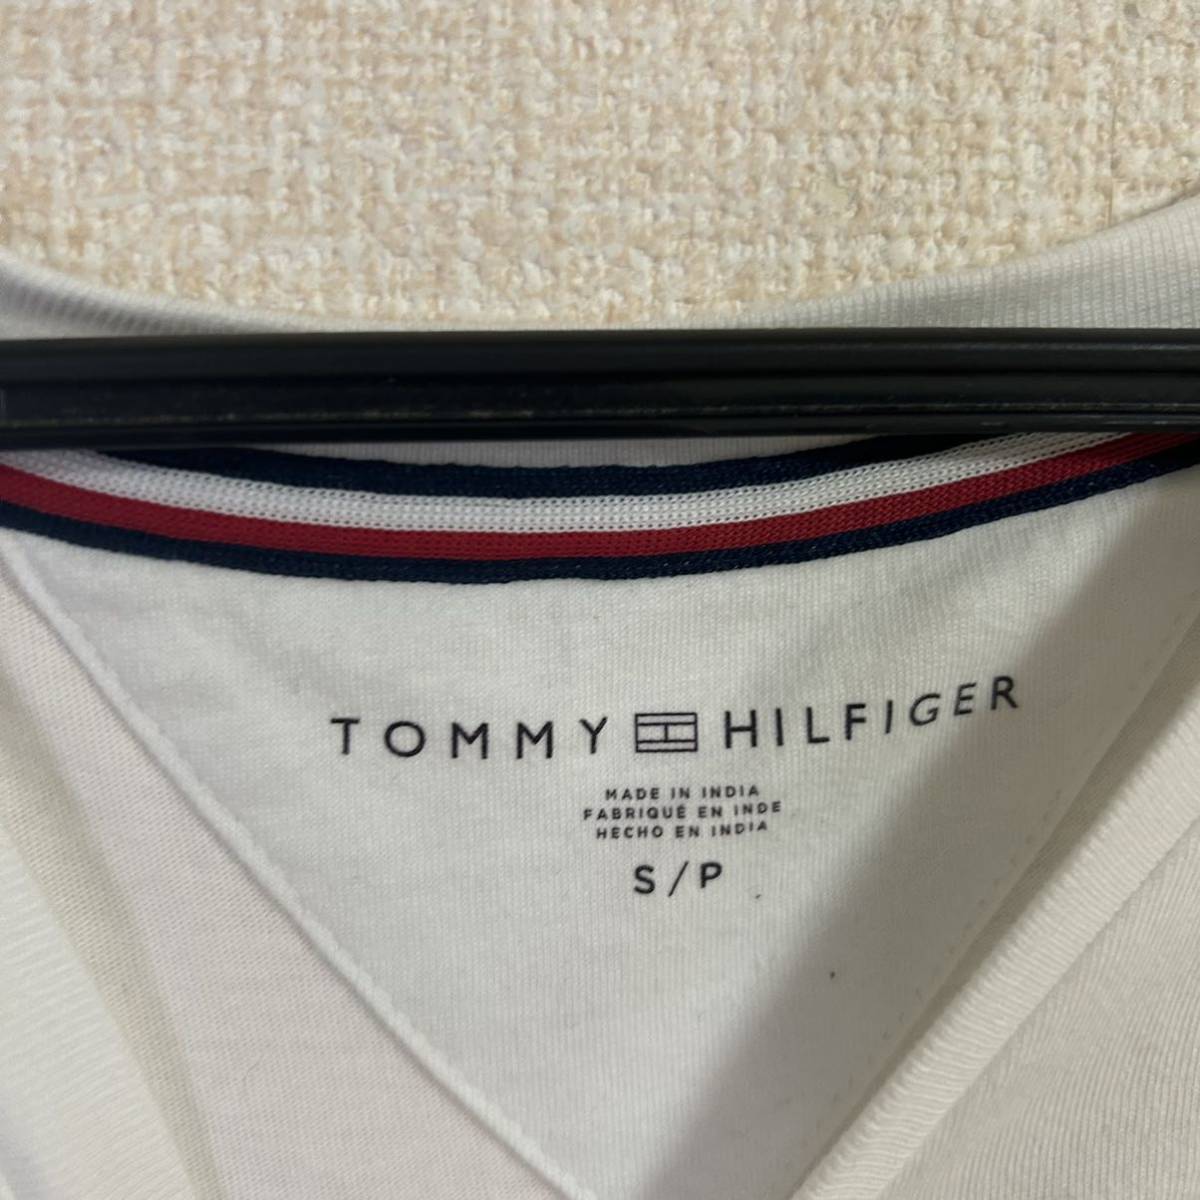 TOMMY HILFIGER
MADE IN INDIA
FABRIQUÉ EN INDE
HECHO EN INDIA
S/P